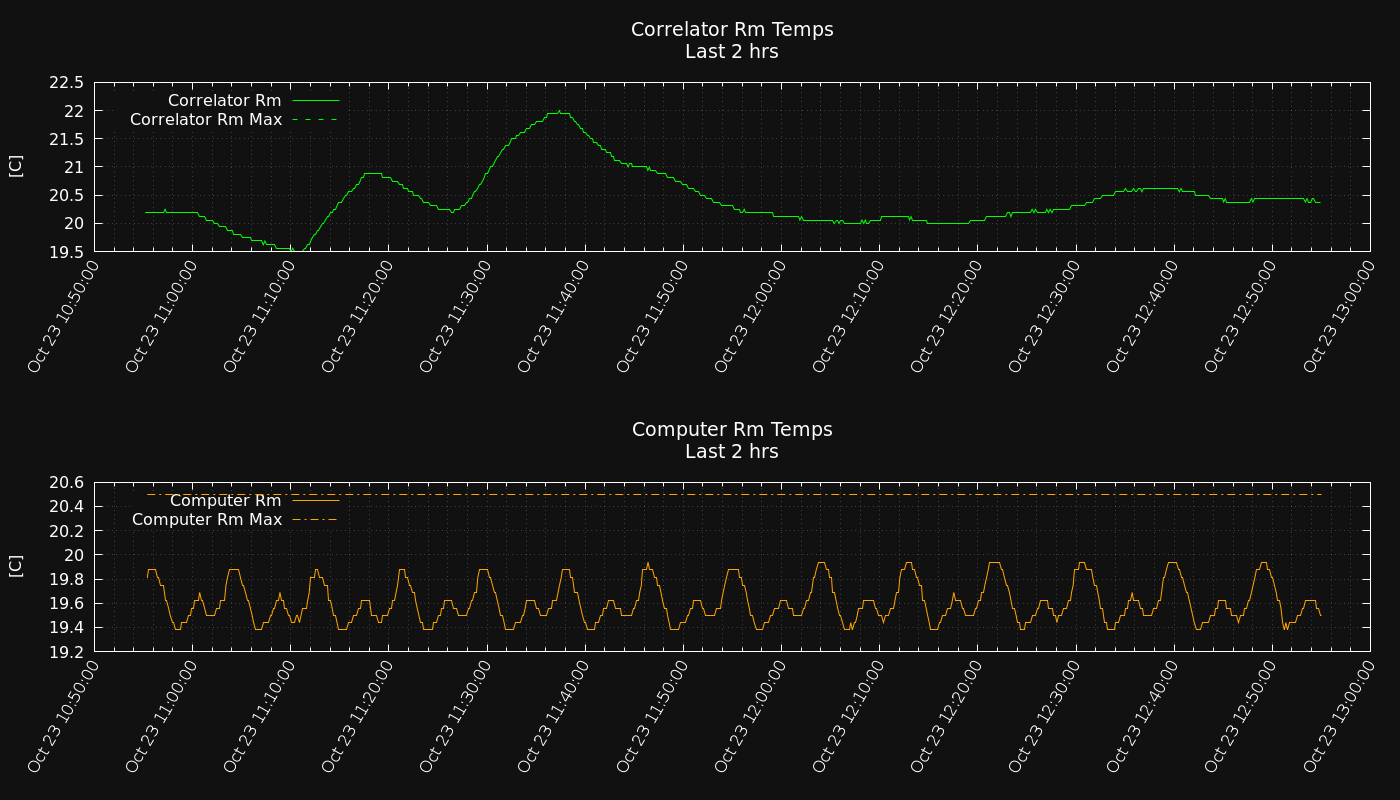 Correlator Rm Temps
Last 2 hrs
22.5
22
21.5
21
20.5
20
19.5
[C]
Correlator Rm
Correlator Rm Max
Oct 23 10:50:00
Oct 23 11:00:00
Oct 23 11:10:00
Oct 23 11:20:00
Oct 23 11:30:00
Oct 23 11:40:00
Oct 23 11:50:00
Oct 23 12:00:00
Oct 23 12:10:00
Oct 23 12:20:00
Oct 23 12:30:00
Oct 23 12:40:00
Oct 23 12:50:00
Oct 23 13:00:00
Computer Rm Temps
Last 2 hrs
20.6
20.4
20.2
20
19.8
19.6
19.4
19.2
[C]
Computer Rm
Computer Rm Max
Oct 23 10:50:00
Oct 23 11:00:00
Oct 23 11:10:00
Oct 23 11:20:00
Oct 23 11:30:00
Oct 23 11:40:00
Oct 23 11:50:00
Oct 23 12:00:00
Oct 23 12:10:00
Oct 23 12:20:00
Oct 23 12:30:00
Oct 23 12:40:00
Oct 23 12:50:00
Oct 23 13:00:00